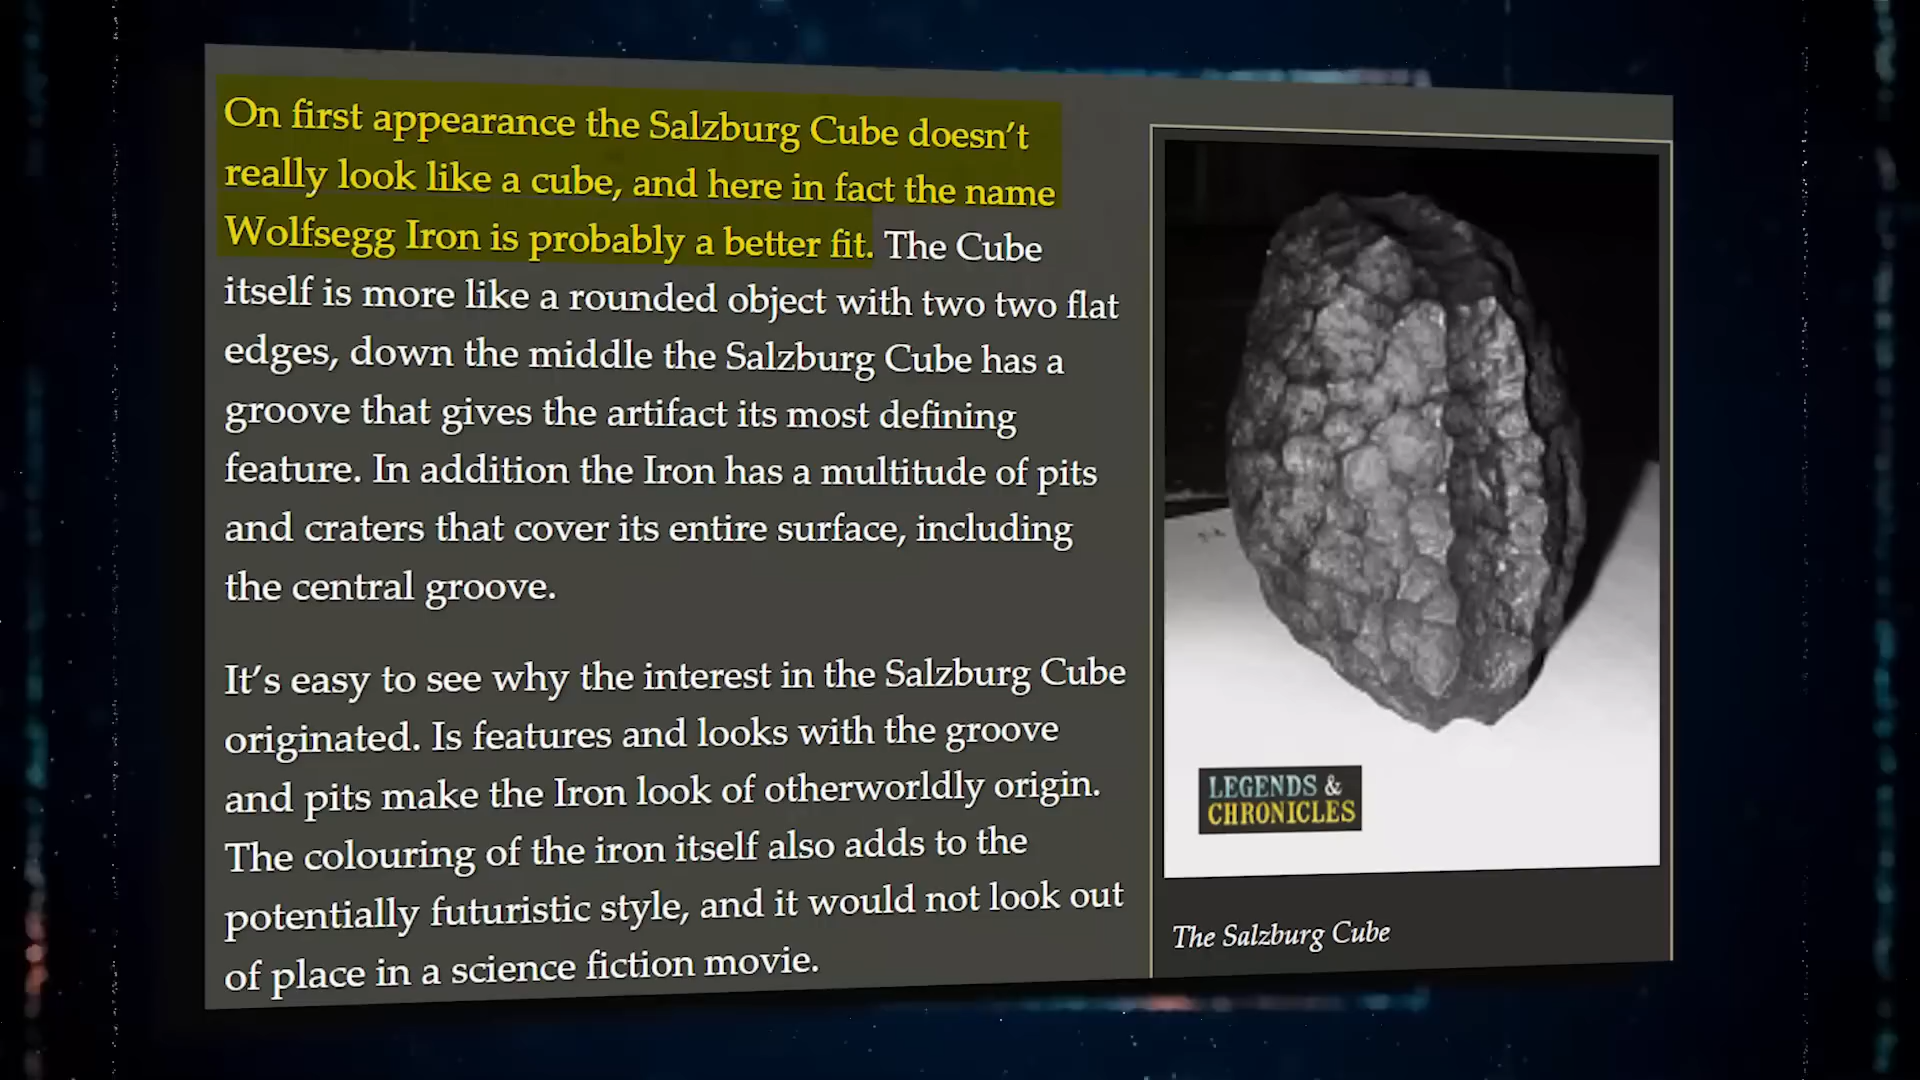 On first appearance the Salzburg Cube doesn't
really look like a cube, and here in fact the name
Wolfsegg Iron is probably a better fit. The Cube
itself is more like a rounded object with two two flat
edges, down the middle the Salzburg Cube has a
groove that gives the artifact its most defining
feature. In addition the Iron has a multitude of pits
and craters that cover its entire surface, including
the central groove.
It's easy to see why the interest in the Salzburg Cube
originated. Is features and looks with the groove
and pits make the Iron look of otherworldly origin.
The colouring of the iron itself also adds to the
potentially futuristic style, and it would not look out
of place in a science fiction movie.
LEGENDS &
CHRONICLES
The Salzburg Cube